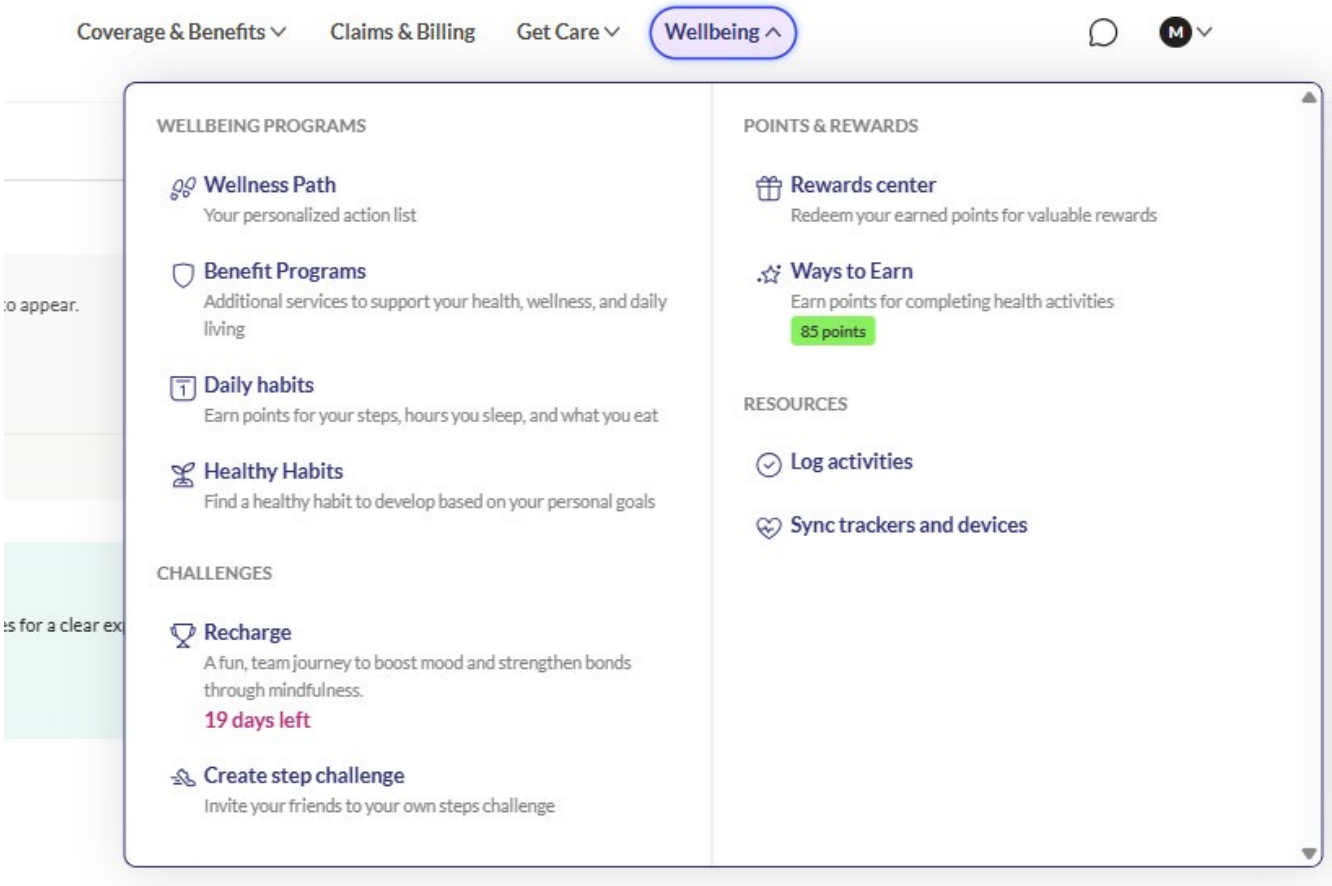 Coverage & Benefits
Claims & Billing
Get Care
Wellbeing
M
WELLBEING PROGRAMS
Wellness Path
Your personalized action list
Benefit Programs
Additional services to support your health, wellness, and daily
living
1
Daily habits
Earn points for your steps, hours you sleep, and what you eat
Healthy Habits
Find a healthy habit to develop based on your personal goals
CHALLENGES
Recharge
A fun, team journey to boost mood and strengthen bonds
through mindfulness.
19 days left
Create step challenge
Invite your friends to your own steps challenge
POINTS & REWARDS
Rewards center
Redeem your earned points for valuable rewards
Ways to Earn
Earn points for completing health activities
85 points
RESOURCES
Log activities
Sync trackers and devices
to appear.
for a clear